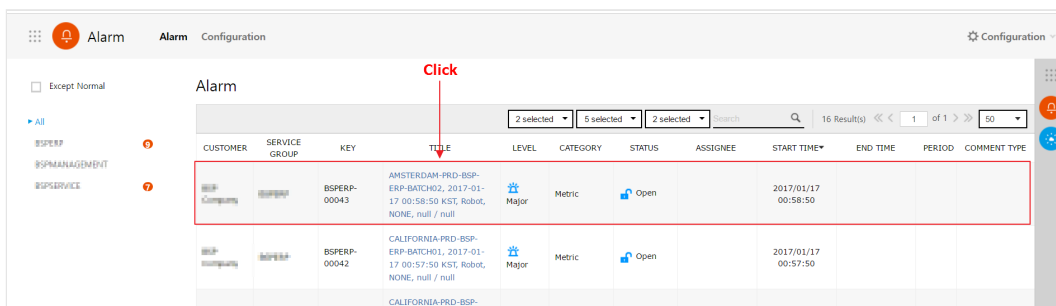 Alarm
Alarm Configuration
Configuration
Click
Except Normal
Alarm
All
2 selected 5 selected 2 selected Search 16 Result(s) 1 of 1 50
BSPERP 9
BSPMANAGEMENT
BSPSERVICE 7
CUSTOMER SERVICE GROUP KEY TITLE LEVEL CATEGORY STATUS ASSIGNEE START TIME END TIME PERIOD COMMENT TYPE
BSPERP-00043
AMSTERDAM-PRD-BSP-
ERP-BATCH02, 2017-01-
17 00:58:50 KST, Robot,
NONE, null / null
Major
Metric
Open
2017/01/17
00:58:50
BSPERP-00042
CALIFORNIA-PRD-BSP-
ERP-BATCH01, 2017-01-
17 00:57:50 KST, Robot,
NONE, null / null
Major
Metric
Open
2017/01/17
00:57:50
CALIFORNIA-PRD-BSP-